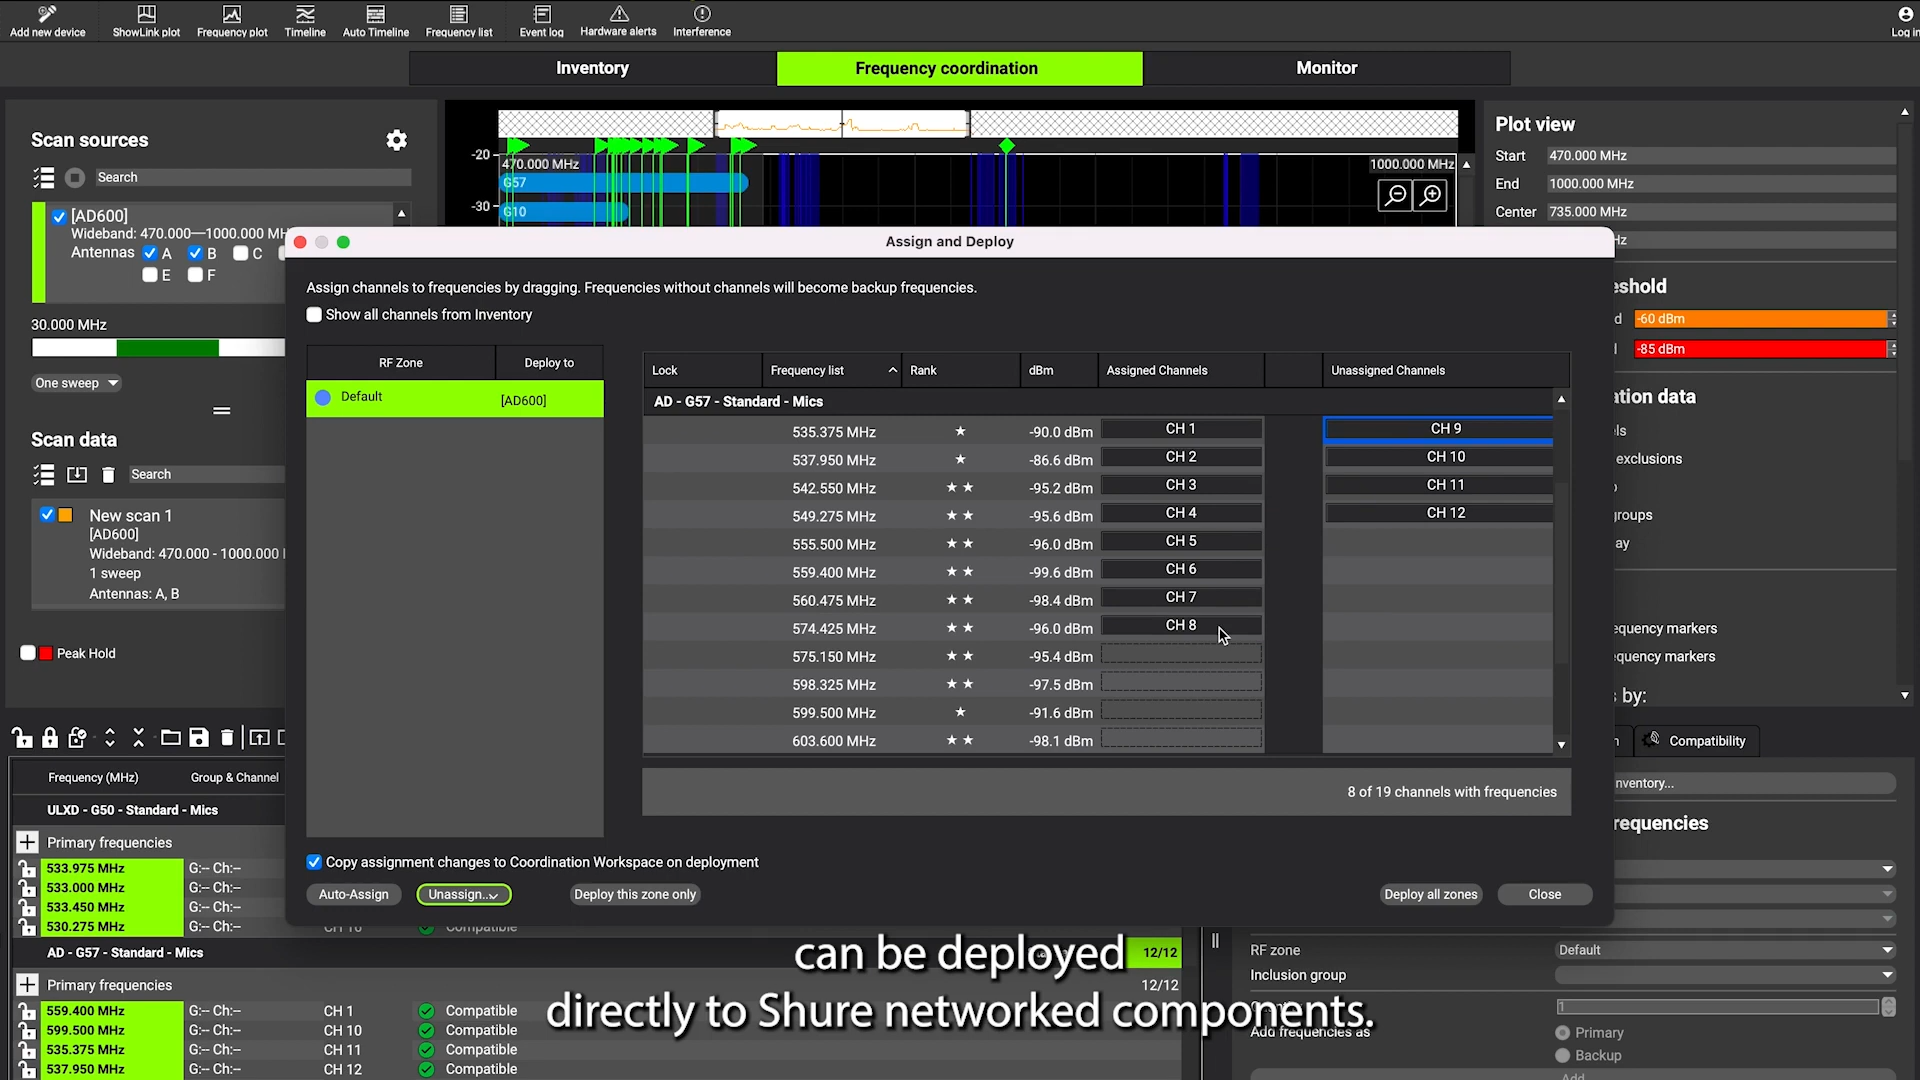 Add new device
ShowLink plot
Frequency plot
Timeline
Auto Timeline
Frequency list
Event log
Hardware alerts
Interference
Log in
Inventory
Frequency coordination
Monitor
Scan sources
Search
[AD600]
Wideband: 470.000—1000.000 MH
Antennas A B C
E F
30.000 MHz
One sweep
Scan data
Search
New scan 1
[AD600]
Wideband: 470.000 - 1000.000
1 sweep
Antennas: A, B
Peak Hold
-20
470.000 MHz
1000.000 MHz
G57
-30
G10
Plot view
Start 470.000 MHz
End 1000.000 MHz
Center 735.000 MHz
Hz
eshold
d -60 dBm
-85 dBm
ation data
els
exclusions
groups
ay
equency markers
equency markers
s by:
Compatibility
nventory...
requencies
Assign and Deploy
Assign channels to frequencies by dragging. Frequencies without channels will become backup frequencies.
Show all channels from Inventory
RF Zone Deploy to
Default [AD600]
Lock Frequency list Rank dBm Assigned Channels Unassigned Channels
AD - G57 - Standard - Mics
535.375 MHz ★ -90.0 dBm CH 1 CH 9
537.950 MHz ★ -86.6 dBm CH 2 CH 10
542.550 MHz ★ ★ -95.2 dBm CH 3 CH 11
549.275 MHz ★ ★ -95.6 dBm CH 4 CH 12
555.500 MHz ★ ★ -96.0 dBm CH 5
559.400 MHz ★ ★ -99.6 dBm CH 6
560.475 MHz ★ ★ -98.4 dBm CH 7
574.425 MHz ★ ★ -96.0 dBm CH 8
575.150 MHz ★ ★ -95.4 dBm
598.325 MHz ★ ★ -97.5 dBm
599.500 MHz ★ -91.6 dBm
603.600 MHz ★ ★ -98.1 dBm
8 of 19 channels with frequencies
Copy assignment changes to Coordination Workspace on deployment
Auto-Assign
Unassign...
Deploy this zone only
Deploy all zones
Close
Frequency (MHz) Group & Channel
ULXD - G50 - Standard - Mics
Primary frequencies
533.975 MHz G:-- Ch:--
533.000 MHz G:-- Ch:--
533.450 MHz G:-- Ch:--
530.275 MHz G:-- Ch:-- CH 10 Compatible
AD - G57 - Standard - Mics 12/12
Primary frequencies 12/12
559.400 MHz G:-- Ch:-- CH 1 Compatible
599.500 MHz G:-- Ch:-- CH 10 Compatible
535.375 MHz G:-- Ch:-- CH 11 Compatible
537.950 MHz G:-- Ch:-- CH 12 Compatible
RF zone Default
Inclusion group
1
Add frequencies as Primary
Backup
Add
can be deployed
directly to Shure networked components.